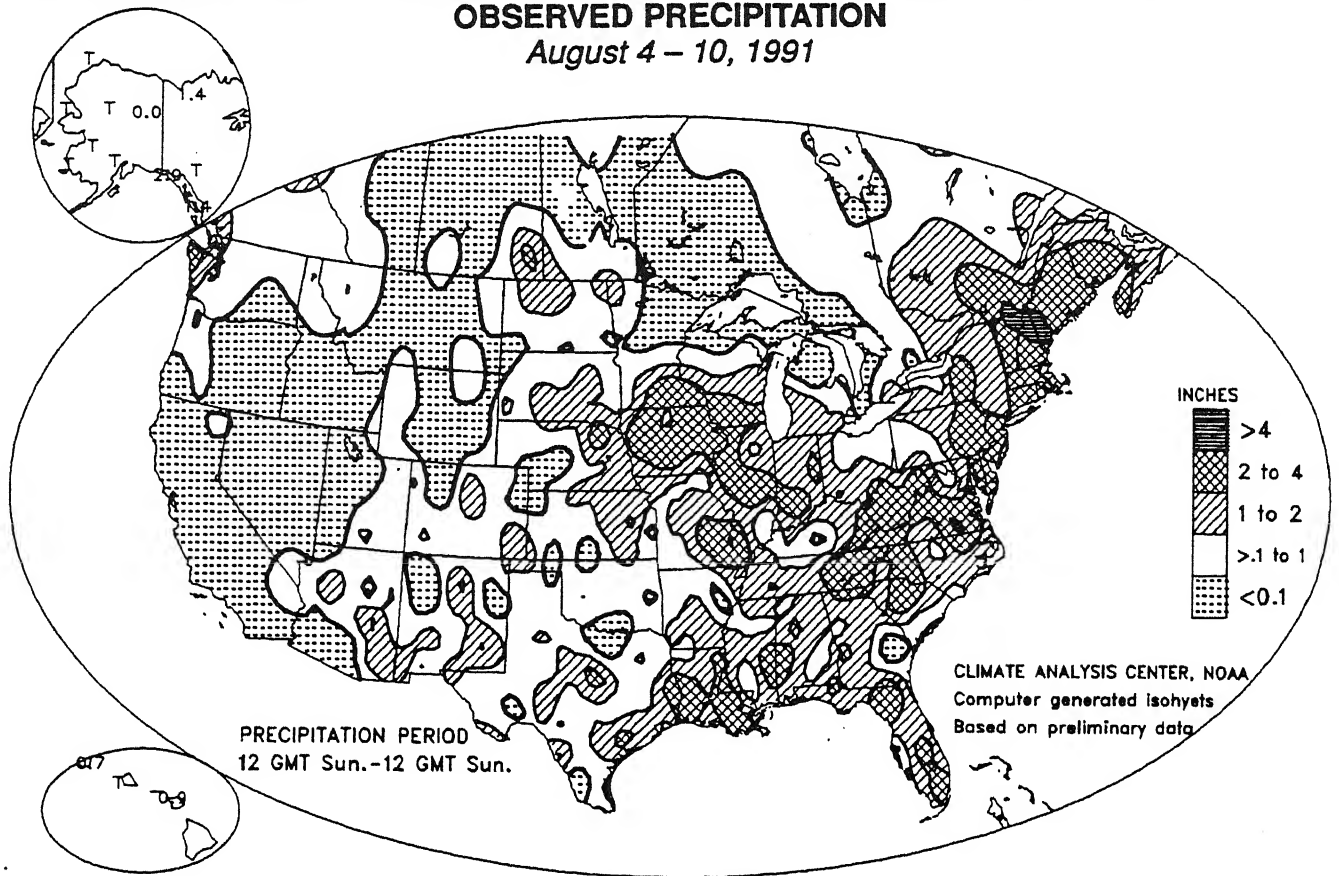 OBSERVED PRECIPITATION
August 4 – 10, 1991
T
T T 0.0 1.4
T
T T T
INCHES
>4
2 to 4
1 to 2
>.1 to 1
<0.1
CLIMATE ANALYSIS CENTER, NOAA
Computer generated isohyets
Based on preliminary data
PRECIPITATION PERIOD
12 GMT Sun.-12 GMT Sun.
T